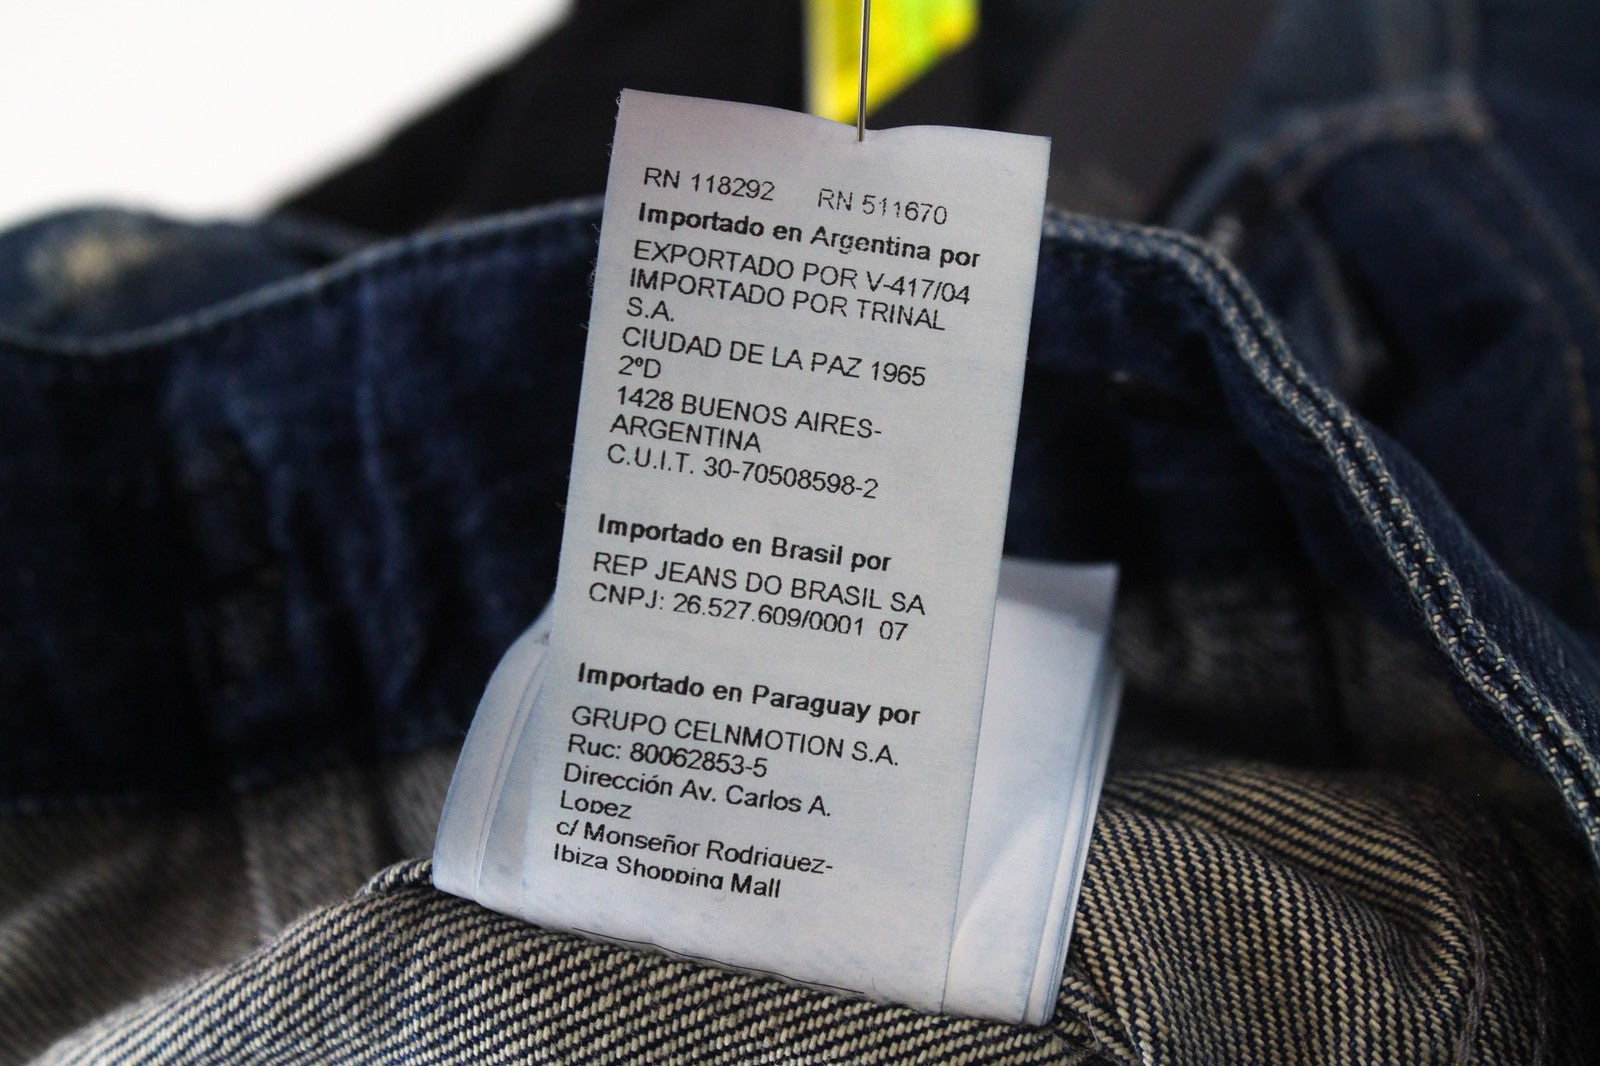 RN 118292 RN 511670
Importado en Argentina por
EXPORTADO POR V-417/04
IMPORTADO POR TRINAL
S.A.
CIUDAD DE LA PAZ 1965
2ºD
1428 BUENOS AIRES-
ARGENTINA
C.U.I.T. 30-70508598-2
Importado en Brasil por
REP JEANS DO BRASIL SA
CNPJ: 26.527.609/0001 07
Importado en Paraguay por
GRUPO CELNMOTION S.A.
Ruc: 80062853-5
Dirección Av. Carlos A.
Lopez
c/ Monseñor Rodriguez-
Ibiza Shopping Mall